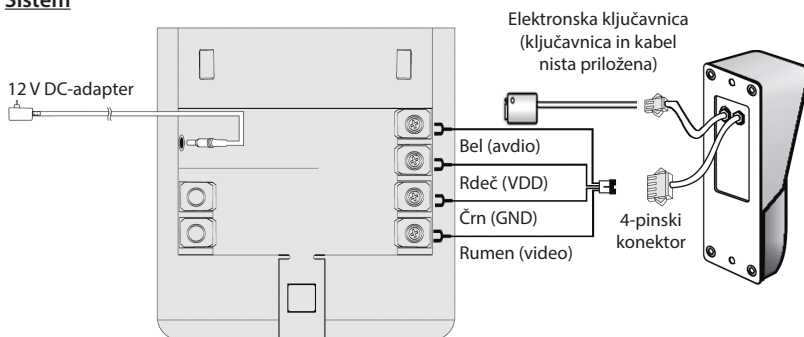 Sistem
Elektronska ključavnica
(ključavnica in kabel
nista priložena)
12 V DC-adapter
Bel (avdio)
Rdeč (VDD)
Črn (GND)
Rumen (video)
4-pinski
konektor